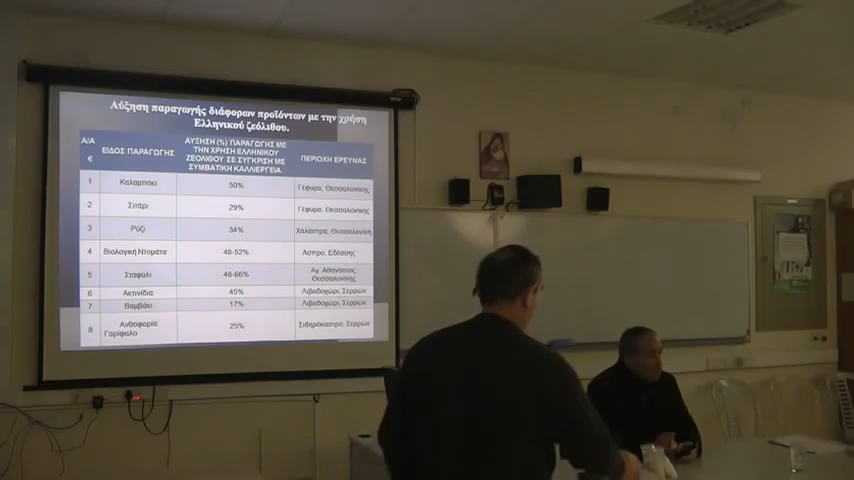 Αύξηση παραγωγής διάφορων προϊόντων με την χρήση
Ελληνικού ζεόλιθου.
Α/Α
€
ΕΙΔΟΣ ΠΑΡΑΓΩΓΗΣ
ΑΥΞΗΣΗ (%) ΠΑΡΑΓΩΓΗΣ ΜΕ
ΤΗΝ ΧΡΗΣΗ ΕΛΛΗΝΙΚΟΥ
ΖΕΟΛΙΘΟΥ ΣΕ ΣΥΓΚΡΙΣΗ ΜΕ
ΣΥΜΒΑΤΙΚΗ ΚΑΛΛΙΕΡΓΕΙΑ.
ΠΕΡΙΟΧΗ ΕΡΕΥΝΑΣ
1 Καλαμπόκι 50% Γέφυρα, Θεσσαλονίκης
2 Σιτάρι 29% Γέφυρα, Θεσσαλονίκης
3 Ρύζι 34% Χαλάστρα, Θεσσαλονίκη
4 Βιολογική Ντομάτα 48-52% Άσπρο, Εδέσσης
5 Σταφύλι 48-66% Αγ. Αθανάσιος,
Θεσσαλονίκης
6 Ακτινίδια 45% Λιβαδοχώρι, Σερρών
7 Βαμβάκι 17% Λιβαδοχώρι, Σερρών
8 Ανθοφορία
Γαρίφαλο 25% Σιδηρόκαστρο, Σερρών